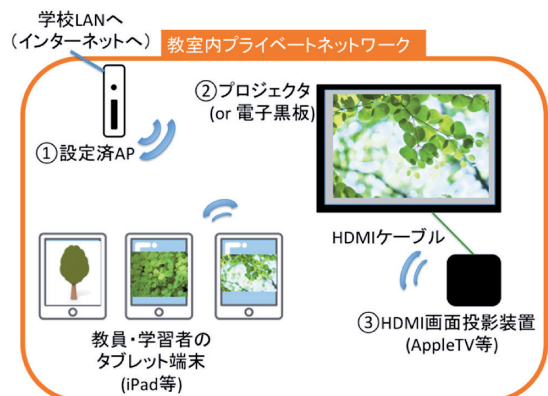 学校LANへ
(インターネットへ)
教室内プライベートネットワーク
①設定済AP
②プロジェクタ
(or 電子黒板)
HDMIケーブル
③HDMI画面投影装置
(AppleTV等)
教員・学習者の
タブレット端末
(iPad等)